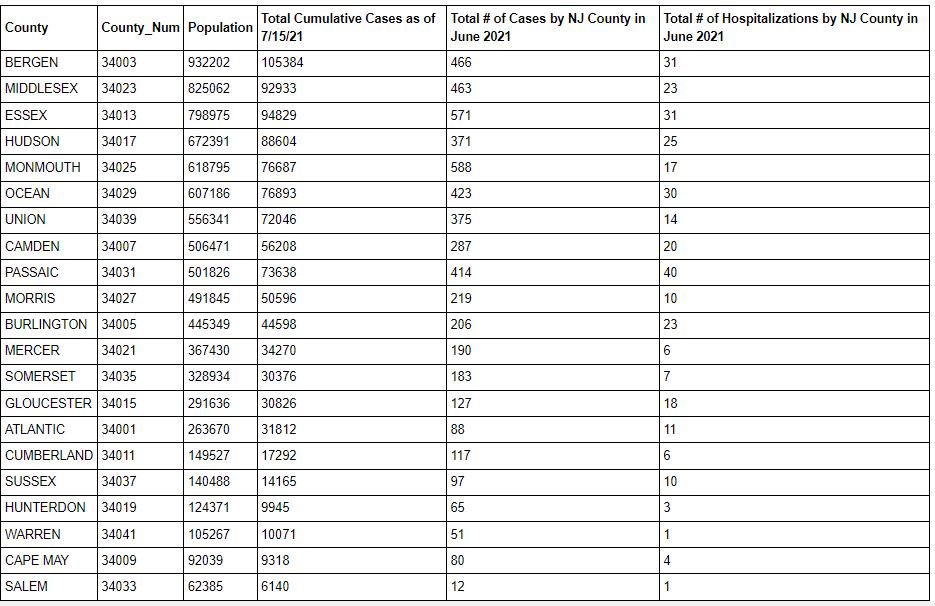 County County_Num Population Total Cumulative Cases as of 7/15/21 Total # of Cases by NJ County in June 2021 Total # of Hospitalizations by NJ County in June 2021
BERGEN 34003 932202 105384 466 31
MIDDLESEX 34023 825062 92933 463 23
ESSEX 34013 798975 94829 571 31
HUDSON 34017 672391 88604 371 25
MONMOUTH 34025 618795 76687 588 17
OCEAN 34029 607186 76893 423 30
UNION 34039 556341 72046 375 14
CAMDEN 34007 506471 56208 287 20
PASSAIC 34031 501826 73638 414 40
MORRIS 34027 491845 50596 219 10
BURLINGTON 34005 445349 44598 206 23
MERCER 34021 367430 34270 190 6
SOMERSET 34035 328934 30376 183 7
GLOUCESTER 34015 291636 30826 127 18
ATLANTIC 34001 263670 31812 88 11
CUMBERLAND 34011 149527 17292 117 6
SUSSEX 34037 140488 14165 97 10
HUNTERDON 34019 124371 9945 65 3
WARREN 34041 105267 10071 51 1
CAPE MAY 34009 92039 9318 80 4
SALEM 34033 62385 6140 12 1